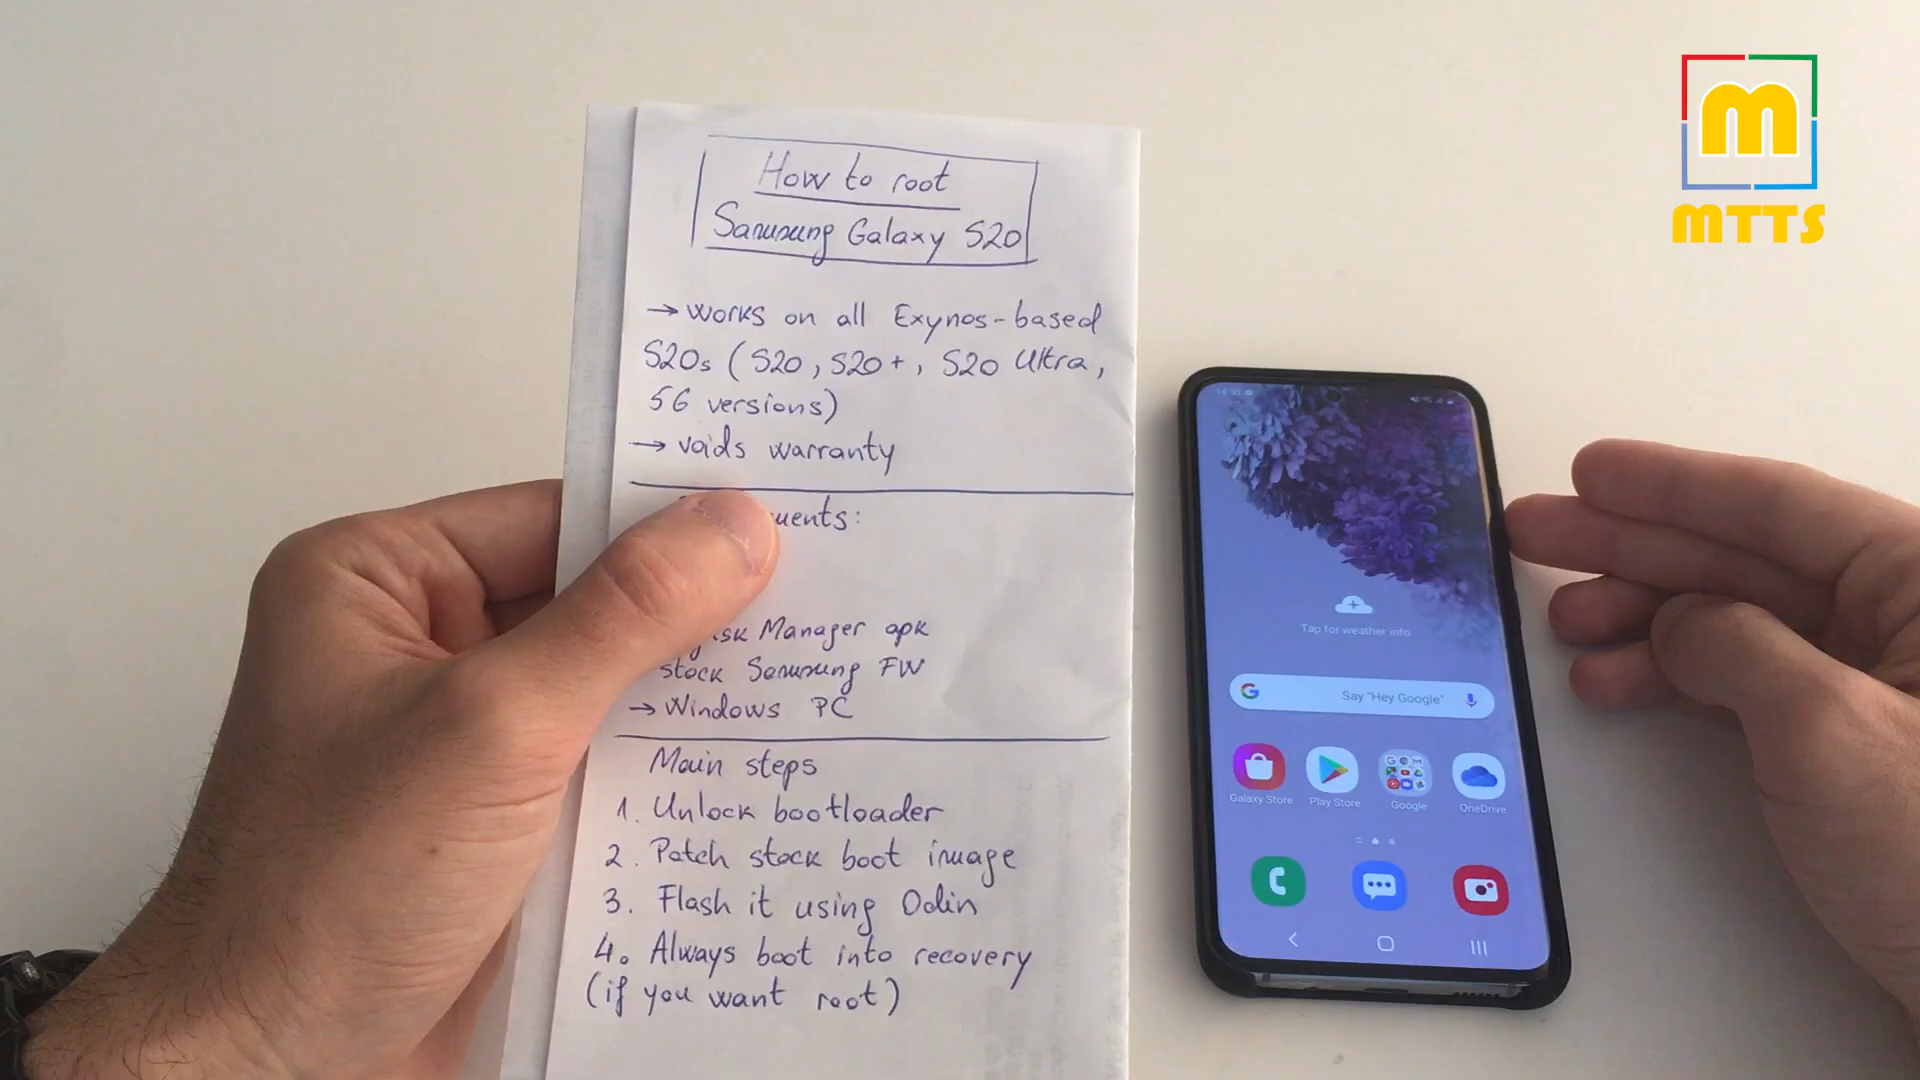 How to root
Samsung Galaxy S20
→ works on all Exynos-based
S20s (S20, S20+, S20 Ultra,
5G versions)
→ voids warranty
Manager apk
stock Samsung FW
→ Windows PC
Main steps
1. Unlock bootloader
2. Patch stock boot image
3. Flash it using Odin
4. Always boot into recovery
(if you want root)
M
MTTS
Tap for weather info
G Say "Hey Google"
Galaxy Store Play Store Google OneDrive